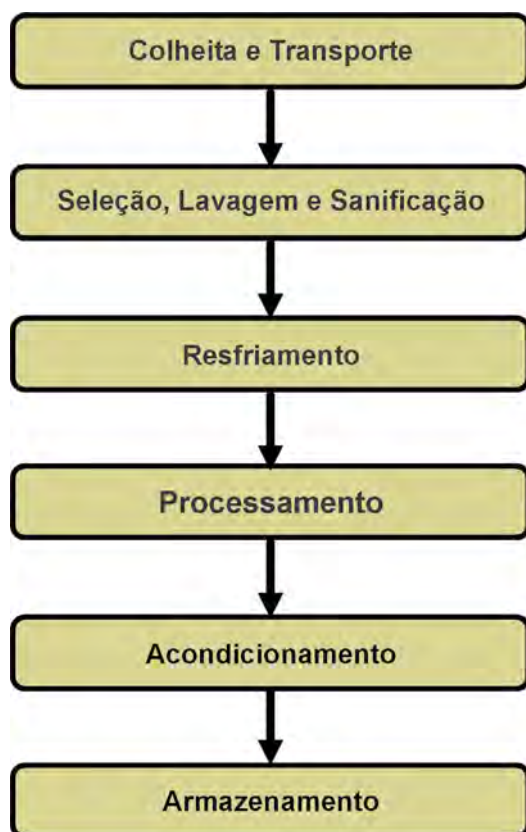 Colheita e Transporte
Seleção, Lavagem e Sanificação
Resfriamento
Processamento
Acondicionamento
Armazenamento